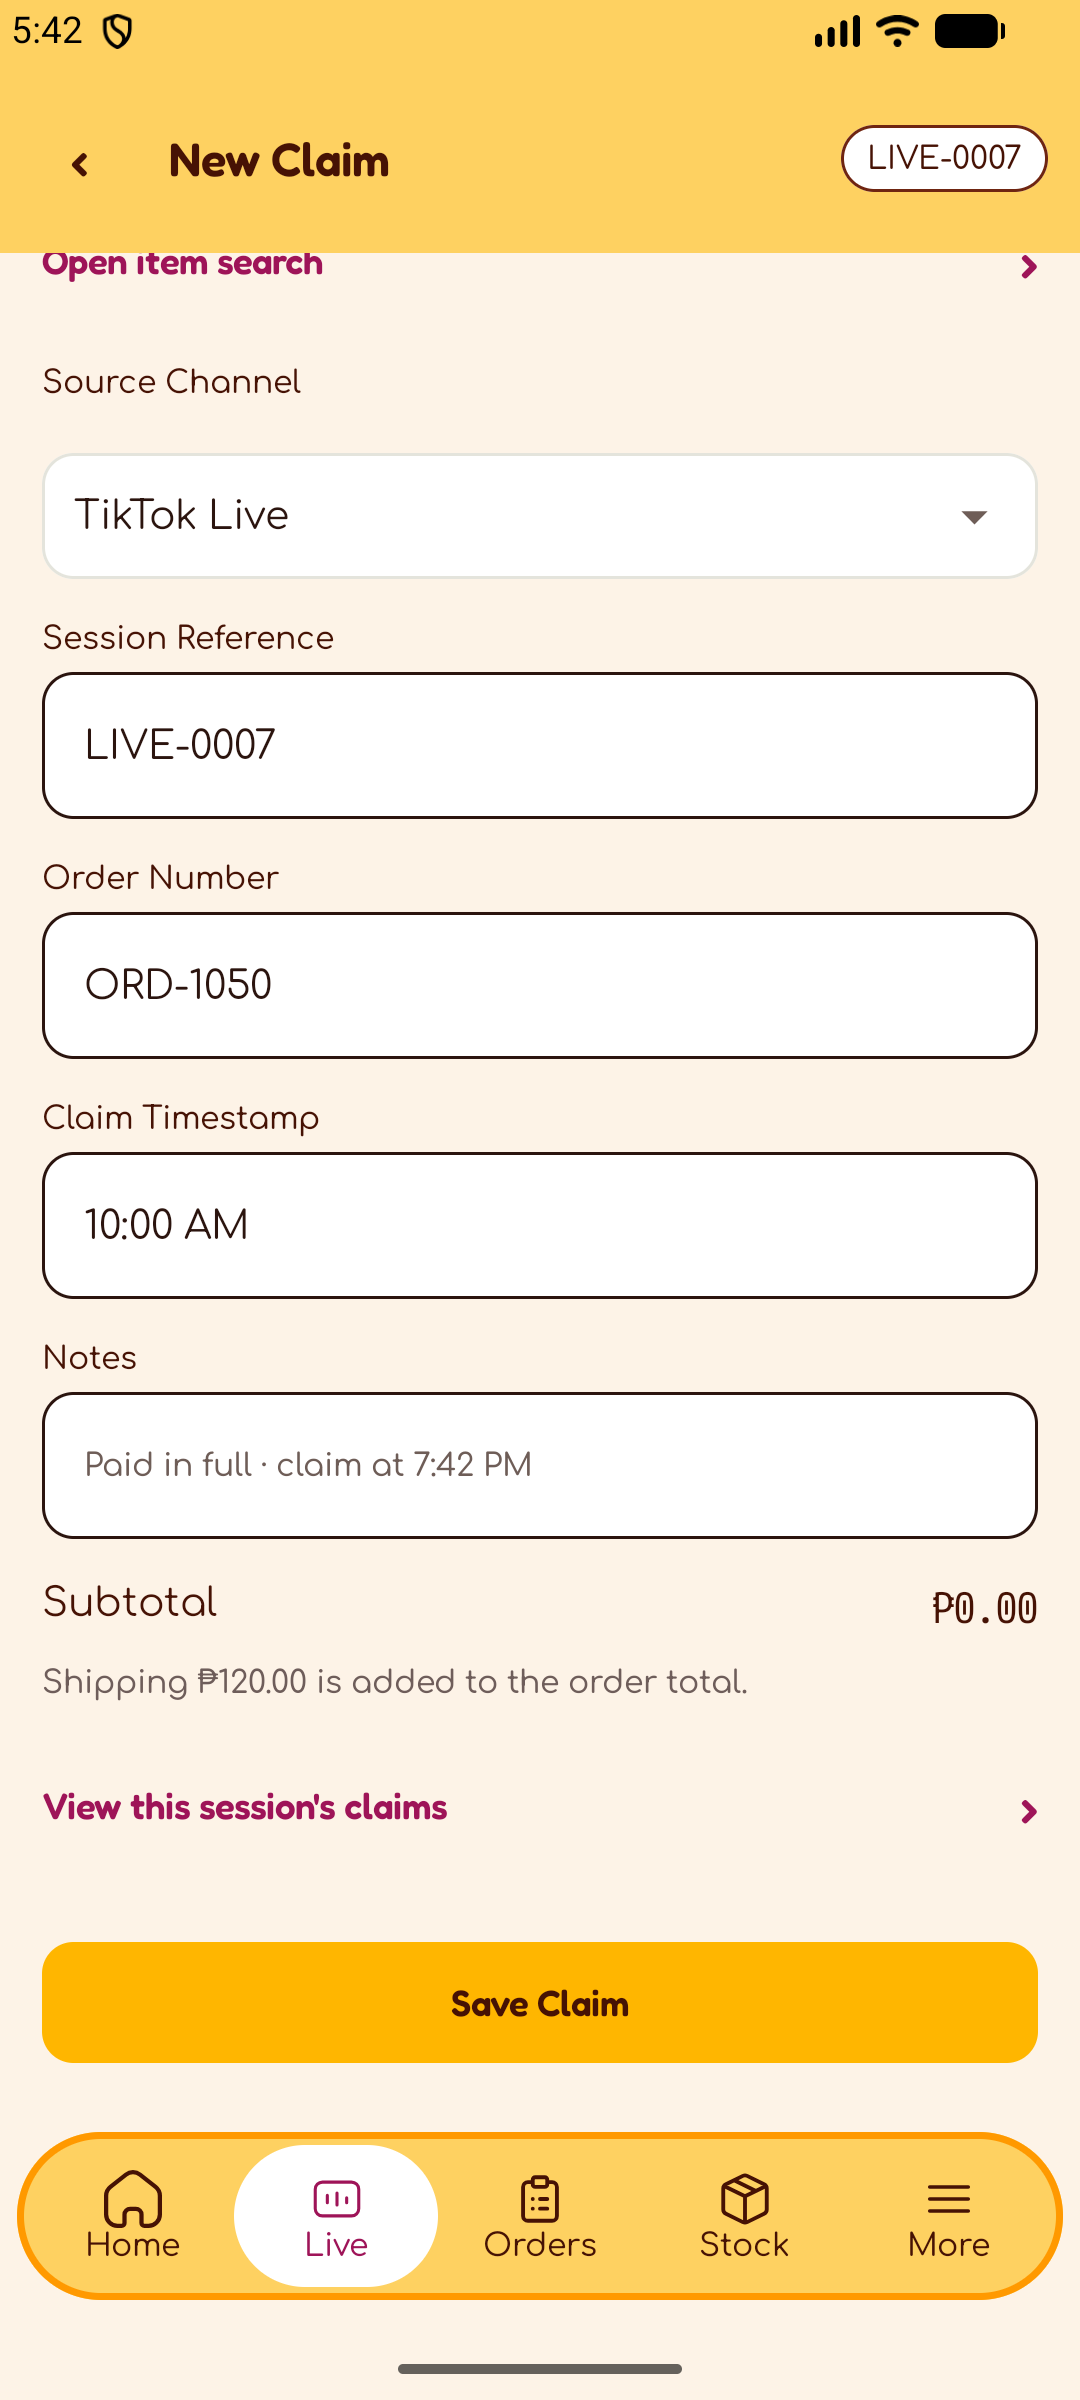 5:42
New Claim
LIVE-0007
Open item search
Source Channel
TikTok Live
Session Reference
LIVE-0007
Order Number
ORD-1050
Claim Timestamp
10:00 AM
Notes
Paid in full · claim at 7:42 PM
Subtotal
₱0.00
Shipping ₱120.00 is added to the order total.
View this session's claims
Save Claim
Home
Live
Orders
Stock
More